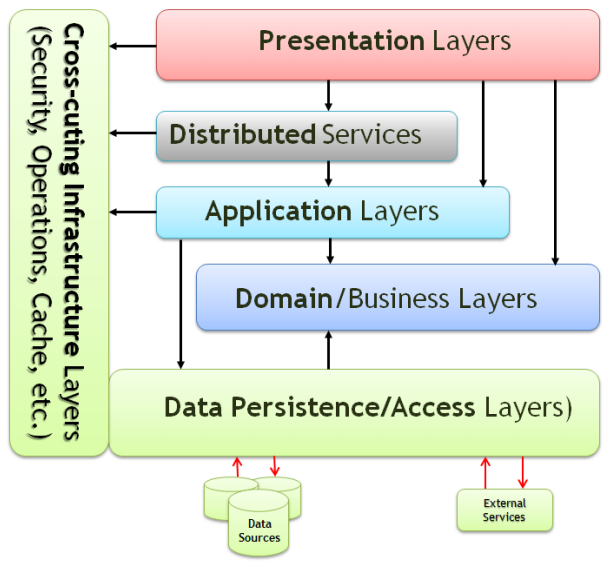 Cross-cuting Infrastructure Layers
(Security, Operations, Cache, etc.)
Presentation Layers
Distributed Services
Application Layers
Domain/Business Layers
Data Persistence/Access Layers)
Data
Sources
External
Services